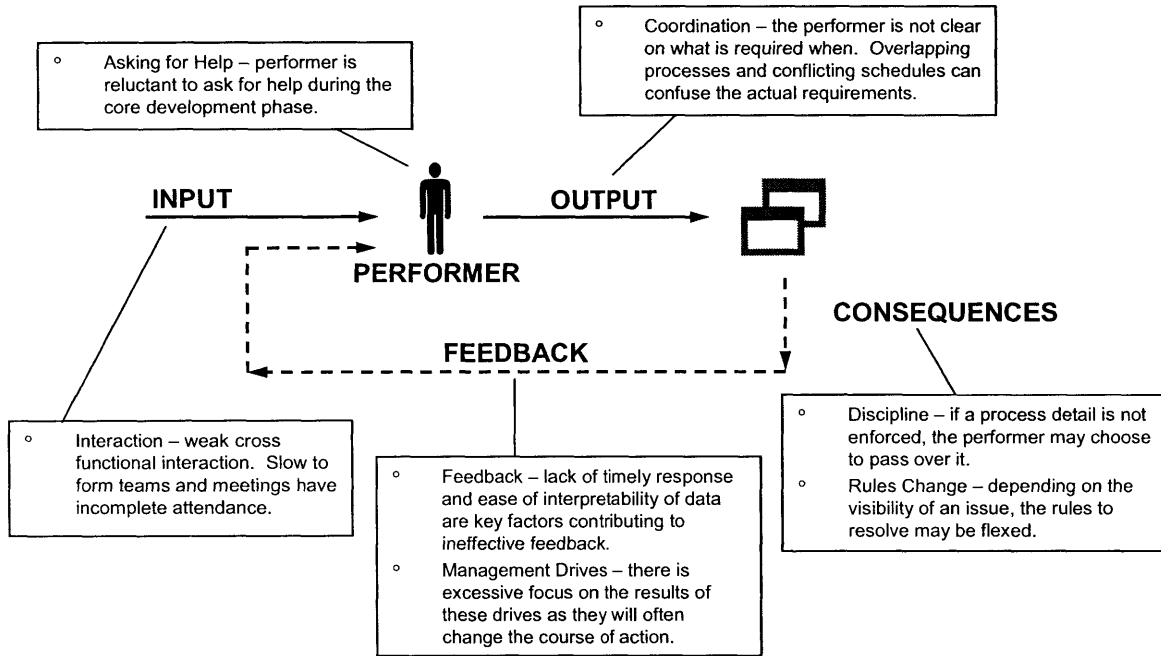 ° Asking for Help – performer is
reluctant to ask for help during the
core development phase.
° Coordination – the performer is not clear
on what is required when. Overlapping
processes and conflicting schedules can
confuse the actual requirements.
INPUT
OUTPUT
PERFORMER
CONSEQUENCES
FEEDBACK
° Interaction – weak cross
functional interaction. Slow to
form teams and meetings have
incomplete attendance.
° Feedback – lack of timely response
and ease of interpretability of data
are key factors contributing to
ineffective feedback.
° Management Drives – there is
excessive focus on the results of
these drives as they will often
change the course of action.
° Discipline – if a process detail is not
enforced, the performer may choose
to pass over it.
° Rules Change – depending on the
visibility of an issue, the rules to
resolve may be flexed.